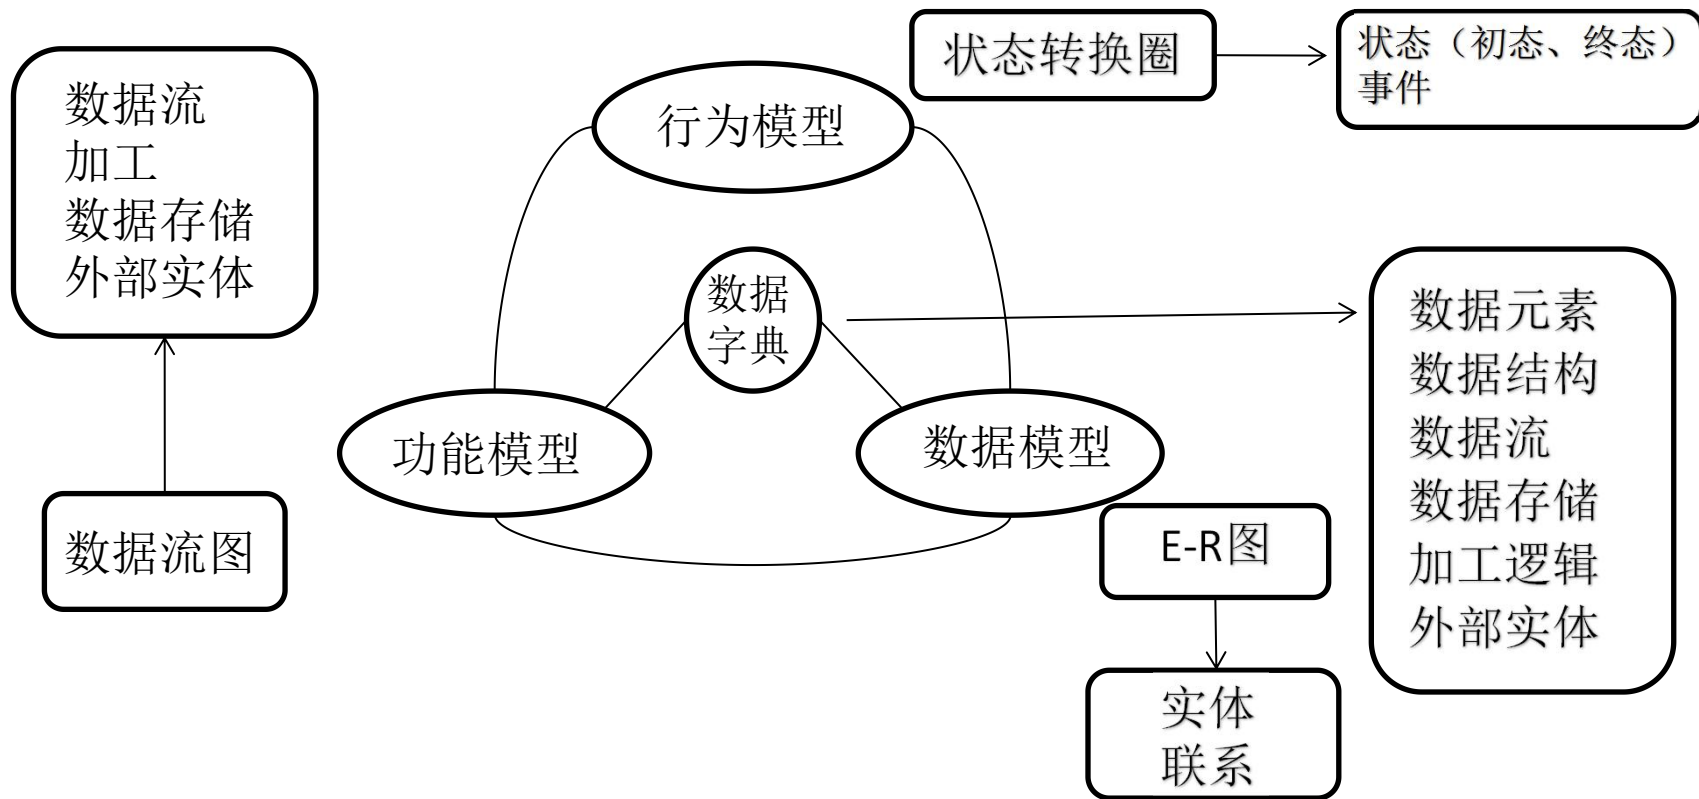 状态转换圈
状态（初态、终态）
事件
数据流
加工
数据存储
外部实体
行为模型
数据
字典
数据元素
数据结构
数据流
数据存储
加工逻辑
外部实体
功能模型
数据模型
数据流图
E-R图
实体
联系